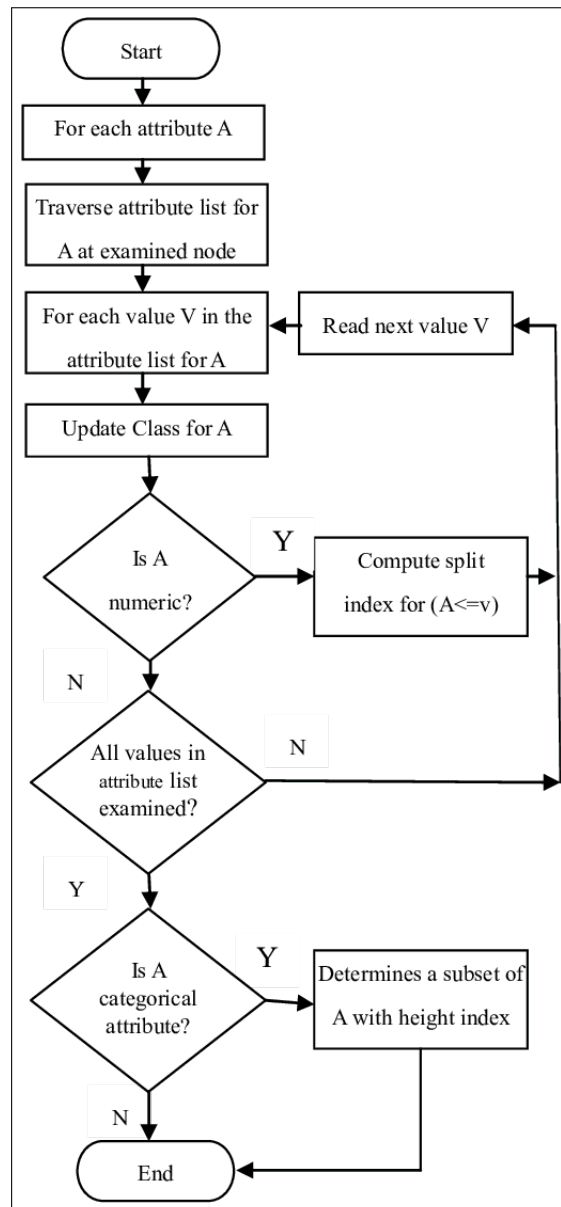 Start
For each attribute A
Traverse attribute list for
A at examined node
For each value V in the
attribute list for A
Read next value V
Update Class for A
Is A
numeric?
Y
Compute split
index for (A<=v)
N
All values in
attribute list
examined?
N
Y
Is A
categorical
attribute?
Y
Determines a subset of
A with height index
N
End